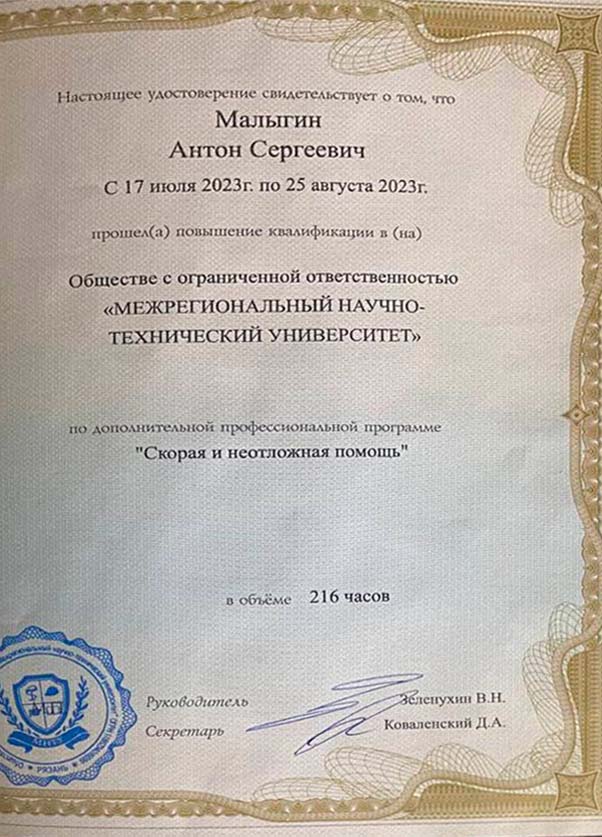 Настоящее удостоверение свидетельствует о том, что
Малыгин
Антон Сергеевич
С 17 июля 2023г. по 25 августа 2023г.
прошел(а) повышение квалификации в (на)
Обществе с ограниченной ответственностью
«МЕЖРЕГИОНАЛЬНЫЙ НАУЧНО-
ТЕХНИЧЕСКИЙ УНИВЕРСИТЕТ»
по дополнительной профессиональной программе
"Скорая и неотложная помощь"
в объёме 216 часов
Руководитель Зеленухин В.Н.
Секретарь Коваленский Д.А.
РЯЗАНЬ